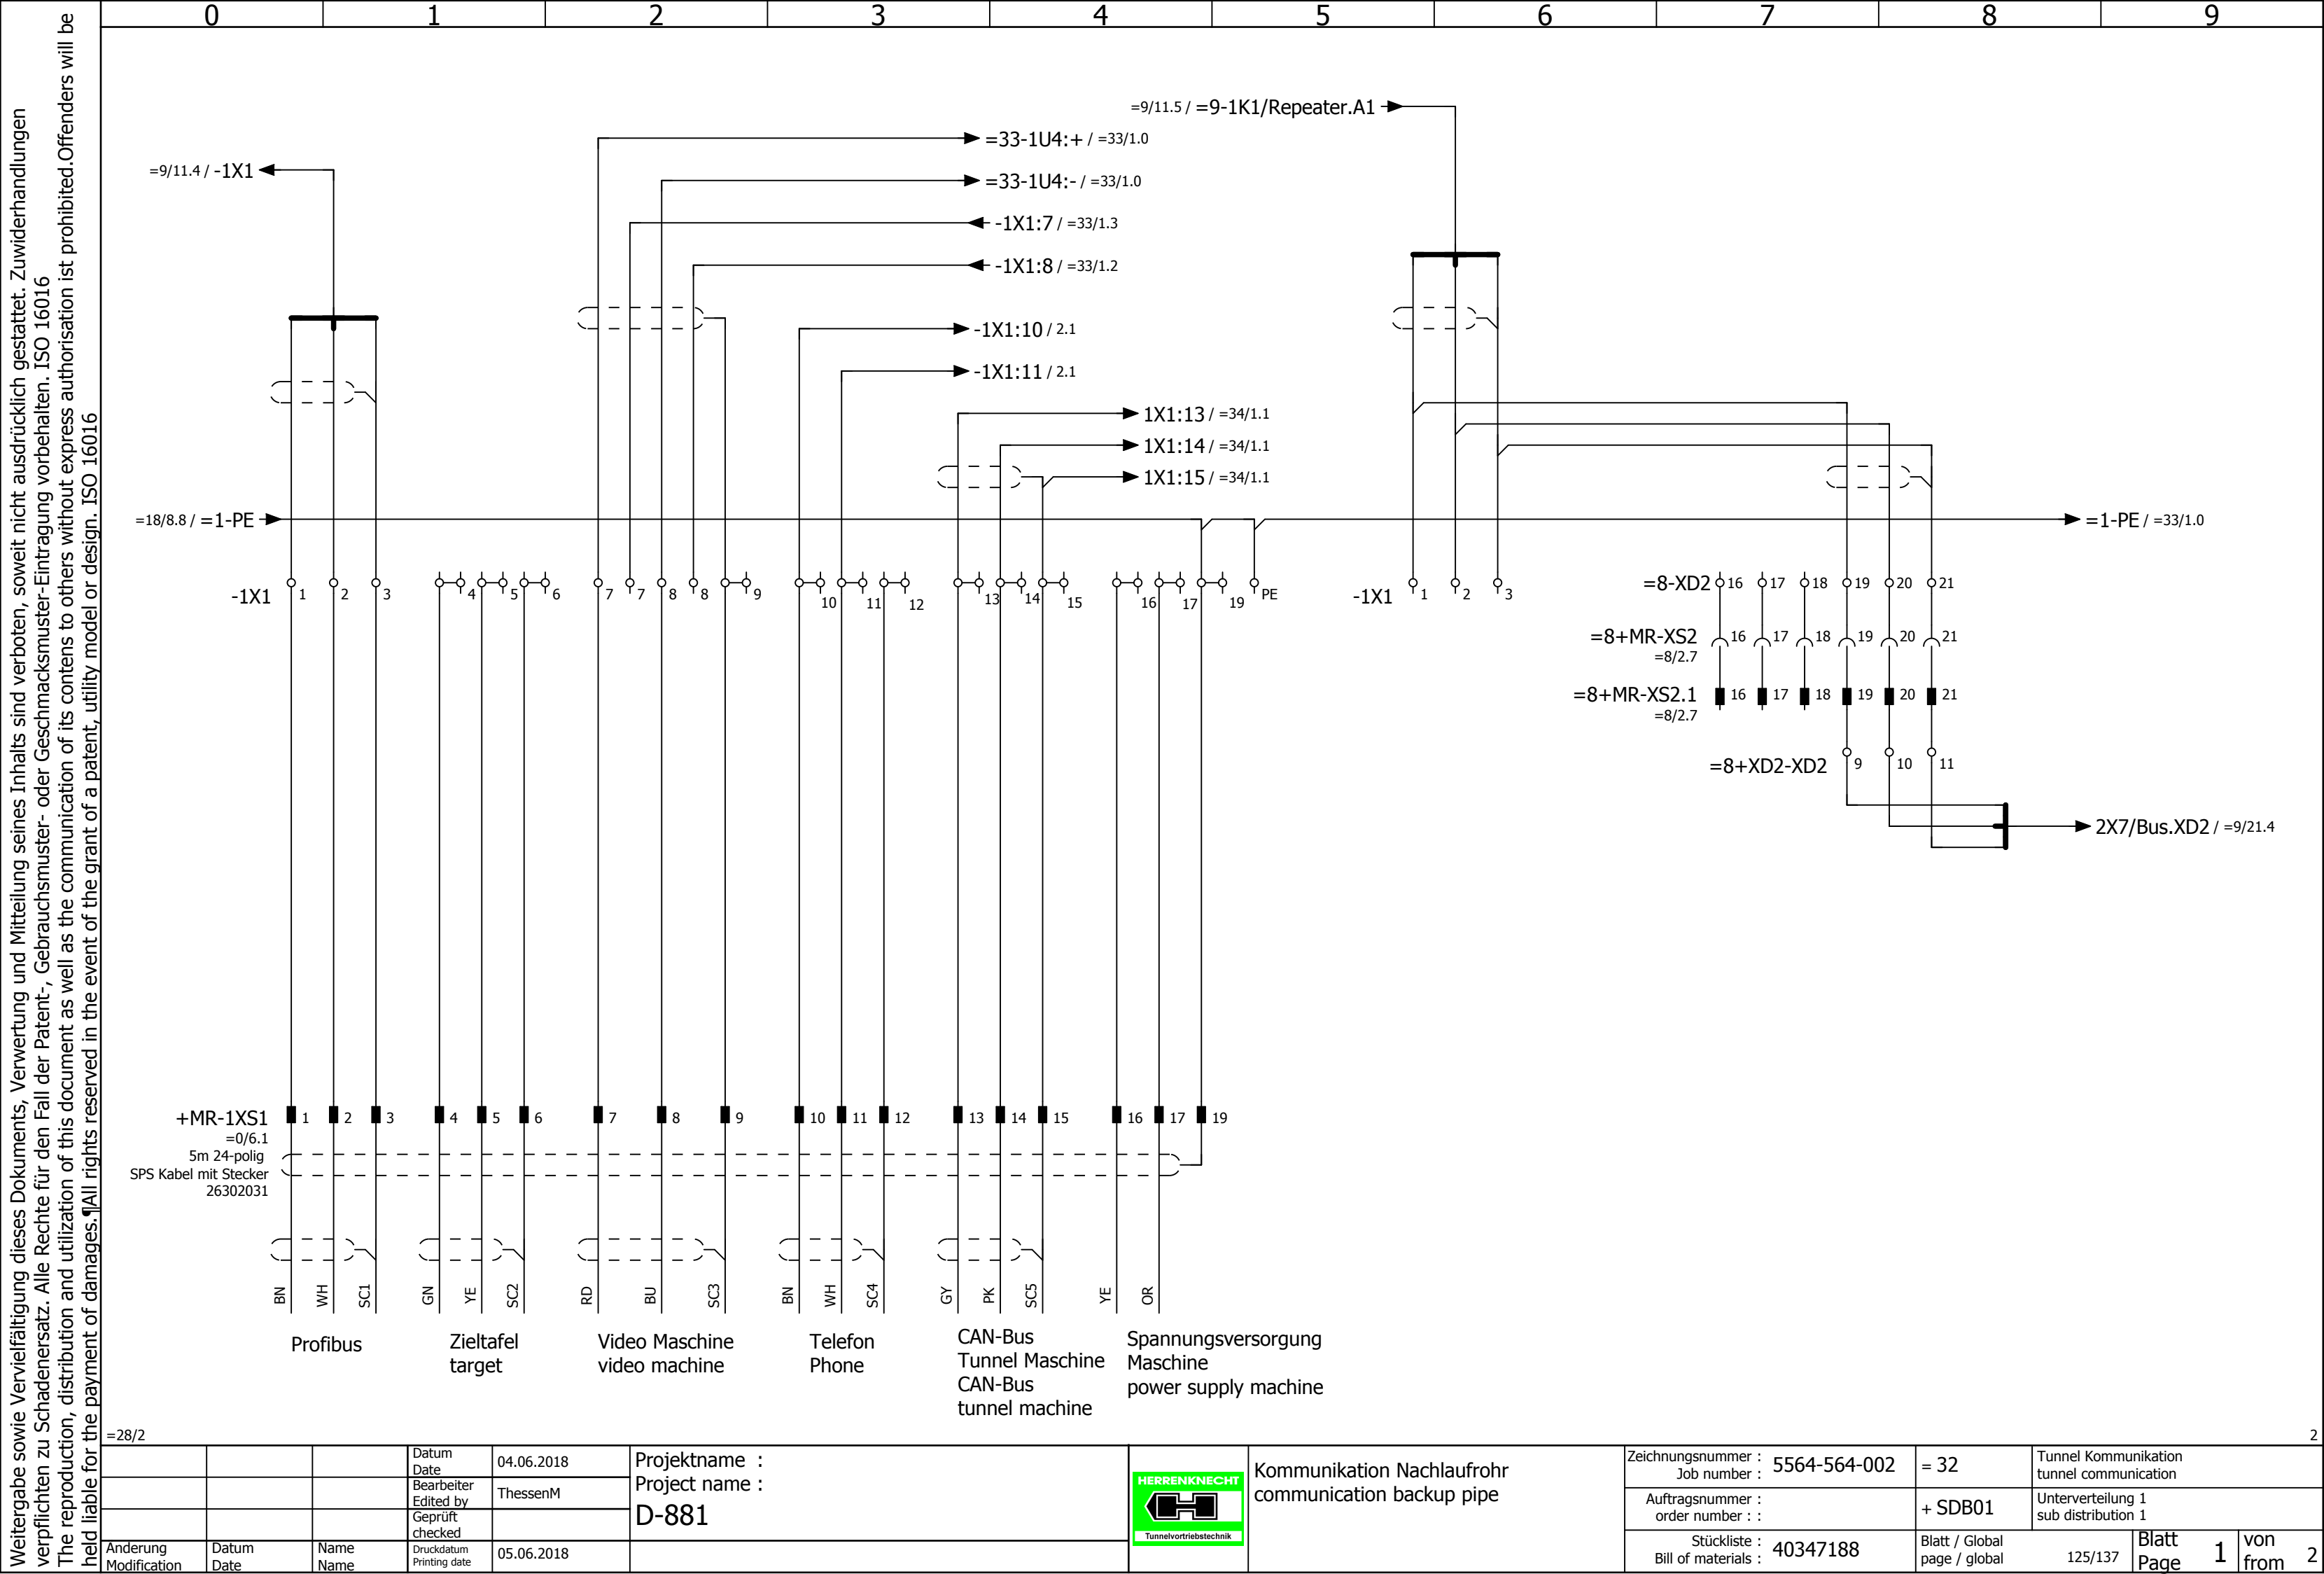 0 1 2 3 4 5 6 7 8 9
Weitergabe sowie Vervielfältigung dieses Dokuments, Verwertung und Mitteilung seines Inhalts sind verboten, soweit nicht ausdrücklich gestattet. Zuwiderhandlungen
verpflichten zu Schadenersatz. Alle Rechte für den Fall der Patent-, Gebrauchsmuster- oder Geschmacksmuster-Eintragung vorbehalten. ISO 16016
The reproduction, distribution and utilization of this document as well as the communication of its contens to others without express authorisation ist prohibited.Offenders will be
held liable for the payment of damages.¶All rights reserved in the event of the grant of a patent, utility model or design. ISO 16016
=9/11.5 / =9-1K1/Repeater.A1
=33-1U4:+ / =33/1.0
=9/11.4 / -1X1
=33-1U4:- / =33/1.0
-1X1:7 / =33/1.3
-1X1:8 / =33/1.2
-1X1:10 / 2.1
-1X1:11 / 2.1
1X1:13 / =34/1.1
1X1:14 / =34/1.1
1X1:15 / =34/1.1
=18/8.8 / =1-PE
=1-PE / =33/1.0
-1X1 1 2 3 4 5 6 7 7 8 8 9 10 11 12 13 14 15 16 17 19 PE
-1X1 1 2 3
=8-XD2 16 17 18 19 20 21
=8+MR-XS2 16 17 18 19 20 21
=8/2.7
=8+MR-XS2.1 16 17 18 19 20 21
=8/2.7
=8+XD2-XD2 9 10 11
2X7/Bus.XD2 / =9/21.4
+MR-1XS1 1 2 3 4 5 6 7 8 9 10 11 12 13 14 15 16 17 19
=0/6.1
5m 24-polig
SPS Kabel mit Stecker
26302031
BN WH SC1 GN YE SC2 RD BU SC3 BN WH SC4 GY PK SC5 YE OR
Profibus
Zieltafel
target
Video Maschine
video machine
Telefon
Phone
CAN-Bus
Tunnel Maschine
CAN-Bus
tunnel machine
Spannungsversorgung
Maschine
power supply machine
=28/2
2
Änderung
Modification
Datum
Date
Name
Name
Datum
Date
04.06.2018
Bearbeiter
Edited by
ThessenM
Geprüft
checked
Druckdatum
Printing date
05.06.2018
Projektname :
Project name :
D-881
HERRENKNECHT
Tunnelvortriebstechnik
Kommunikation Nachlaufrohr
communication backup pipe
Zeichnungsnummer :
Job number :
5564-564-002
Auftragsnummer :
order number : :
Stückliste :
Bill of materials :
40347188
= 32
Tunnel Kommunikation
tunnel communication
+ SDB01
Unterverteilung 1
sub distribution 1
Blatt / Global
page / global
125/137
Blatt
Page
1
von
from
2